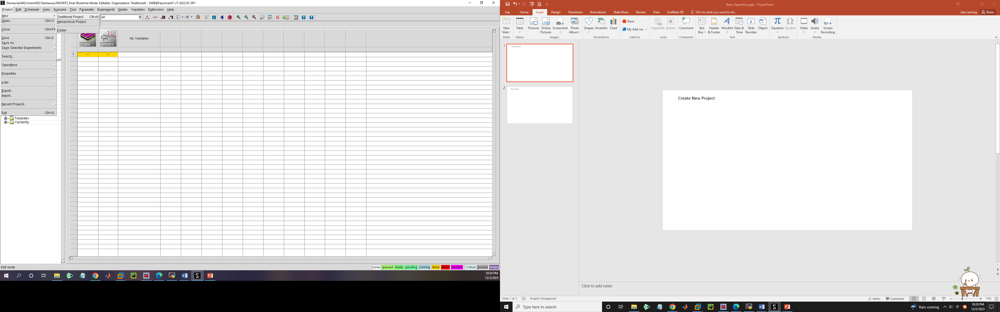 /home/ee5442/imem002/Sentaurus/MOSFET_final (Runtime Mode: Editable, Organization: Traditional) - SWB@Feynman01 vT-2022.03-SP1
Project Edit Scheduler View Scenario Tool Parameter Experiments Nodes Variables Extensions Help
New
Traditional Project Ctrl+N
all
Open... Ctrl+O
Hierarchical Project
Close Ctrl+F4
Folder
Save Ctrl+S
Save As
Save Selected Experiments
Search...
Operations
Properties
Logs
Export...
Import...
Recent Projects
Exit Ctrl+Q
Templates
Variability
SDE
SDEVICE
No Variables
1 -- --
Edit mode
none queued ready pending running done failed aborted virtual pruned folded
10:20 PM
13/2/2023
Basic Opeartion.pptx - PowerPoint
File Home Insert Design Transitions Animations Slide Show Review View EndNote X9 Tell me what you want to do...
Jiao Leming Share
New Slide
Table
Pictures
Online Pictures
Screenshot
Photo Album
Shapes
SmartArt
Chart
Store
My Add-ins
Hyperlink
Action
Comment
Text Box
Header & Footer
WordArt
Date & Time
Slide Number
Object
Equation
Symbol
Video
Audio
Screen Recording
Slides Tables Images Illustrations Add-ins Links Comments Text Symbols Media
1
Create New Project
2
Create New Project
Click to add notes
Slide 1 of 2 English (Singapore)
Notes Comments 75%
Type here to search
Rain coming
中
10:20 PM
13/2/2023